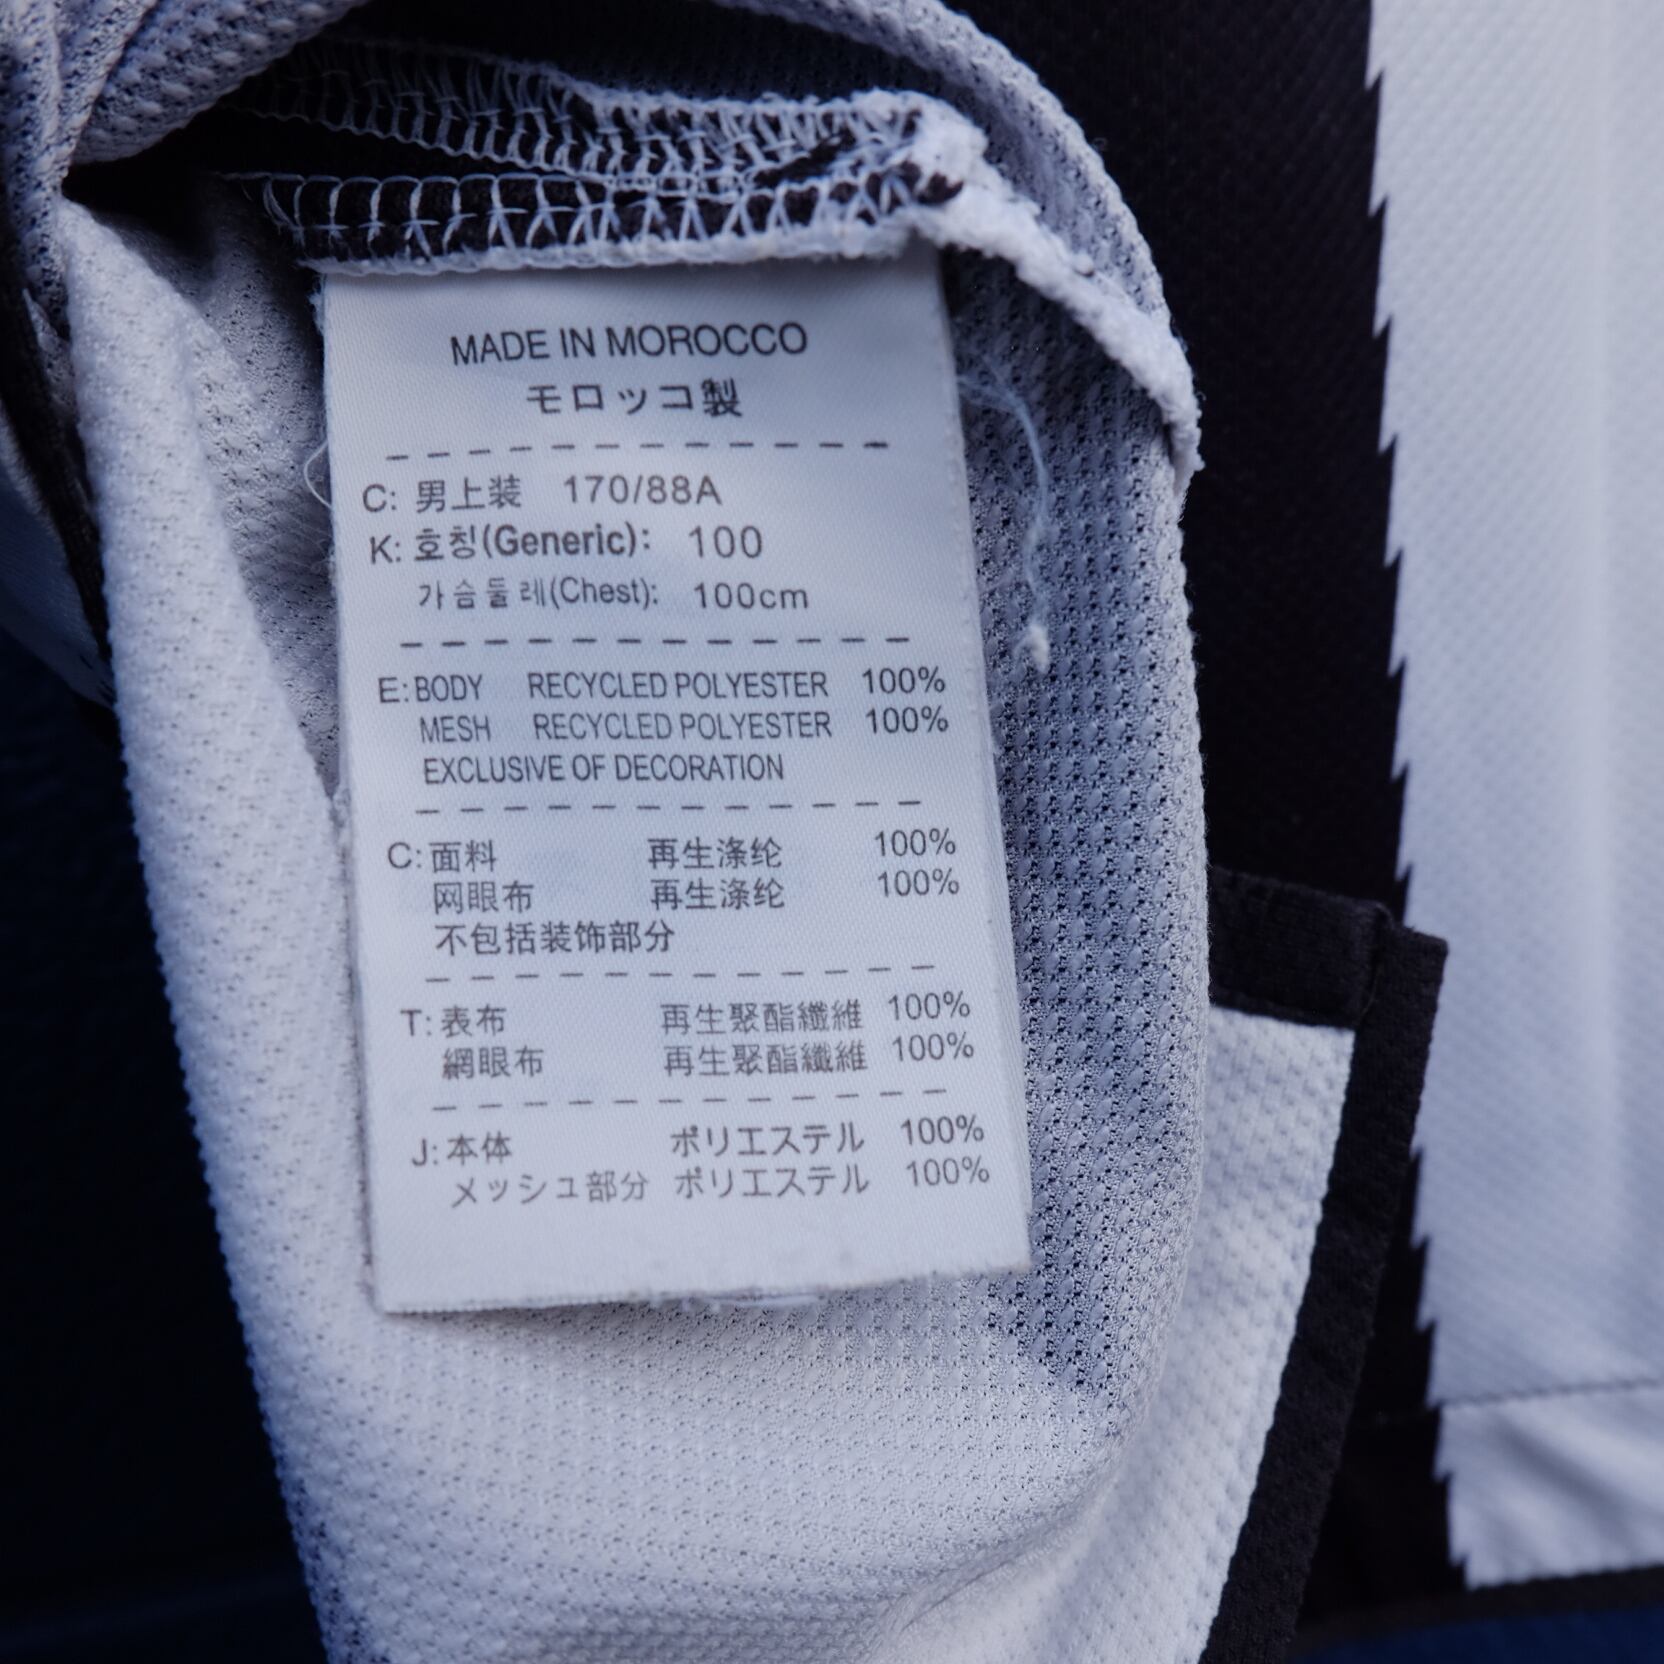 MADE IN MOROCCO
モロッコ製
C: 男上装 170/88A
K: 호칭(Generic): 100
가슴둘레(Chest): 100cm
E: BODY RECYCLED POLYESTER 100%
MESH RECYCLED POLYESTER 100%
EXCLUSIVE OF DECORATION
C: 面料 再生涤纶 100%
网眼布 再生涤纶 100%
不包括装饰部分
T: 表布 再生聚酯纖維 100%
網眼布 再生聚酯纖維 100%
J: 本体 ポリエステル 100%
メッシュ部分 ポリエステル 100%